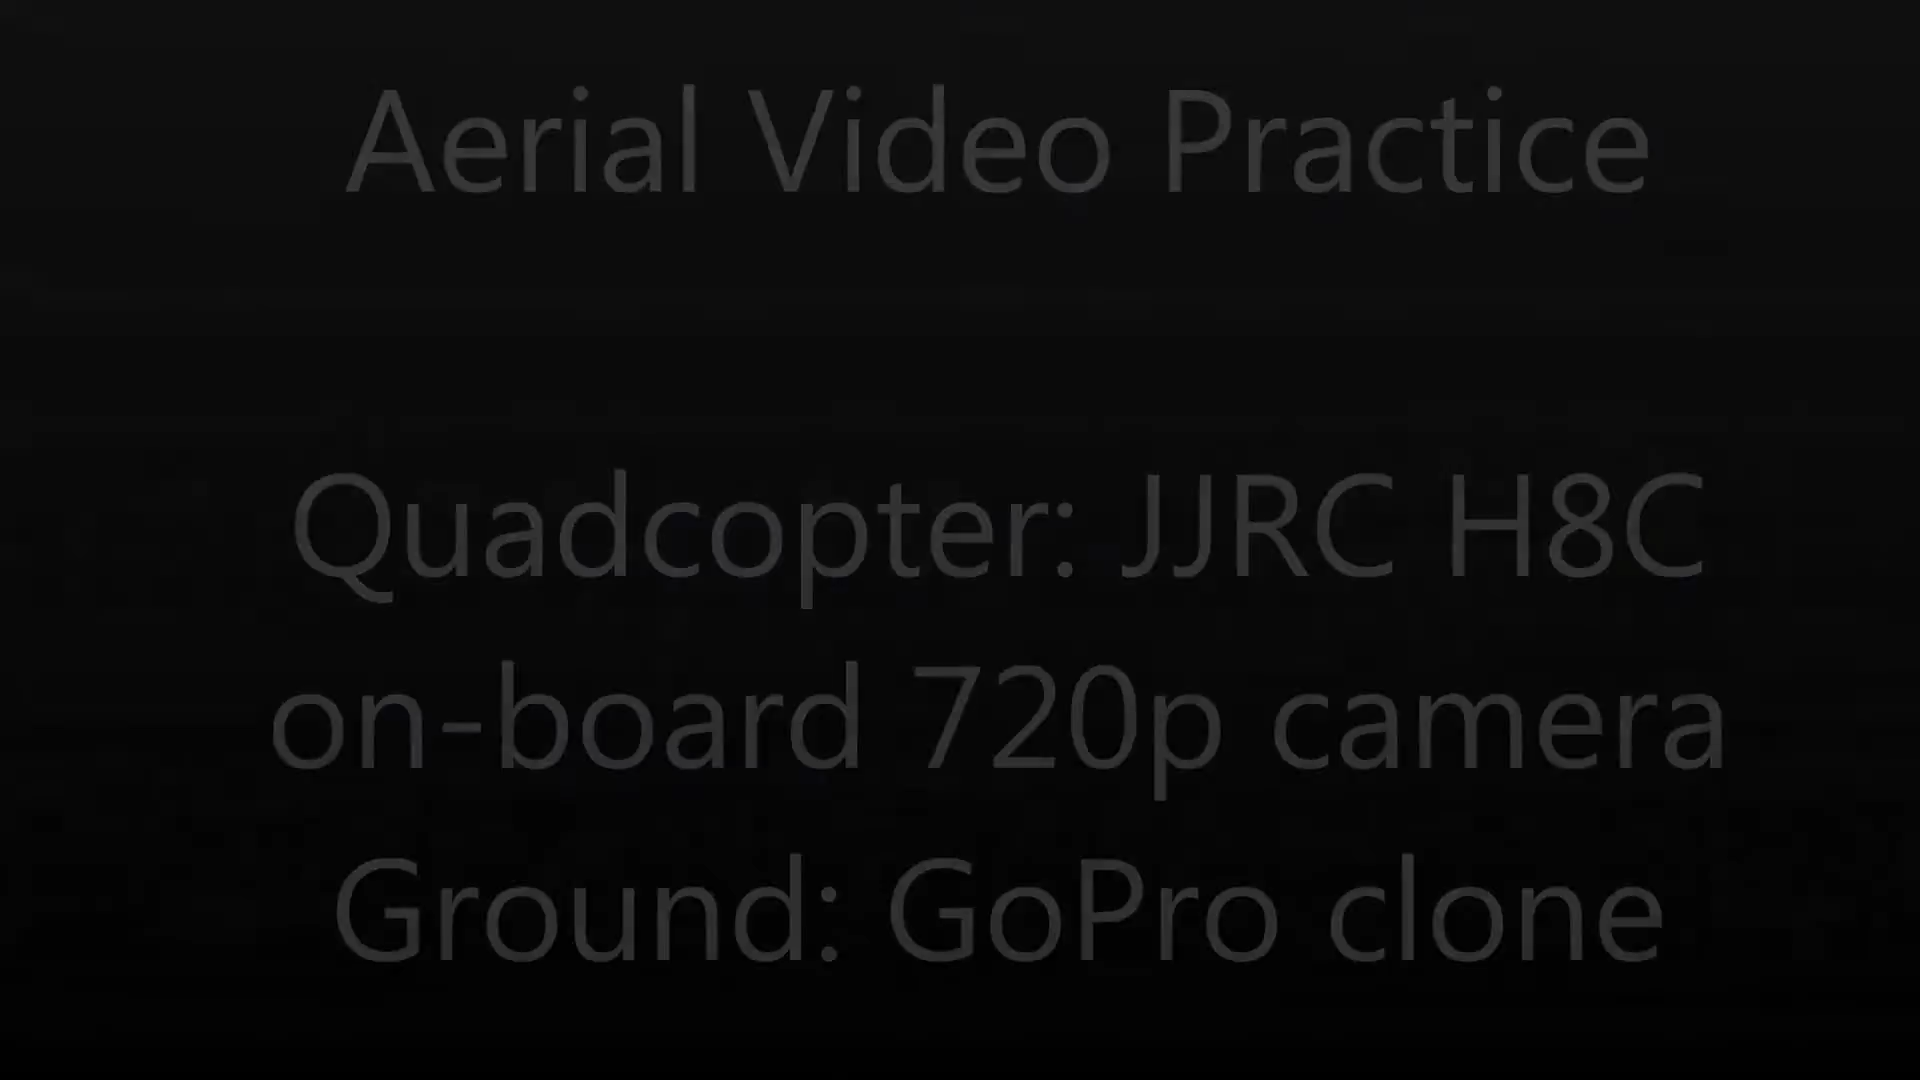 Aerial Video Practice
Quadcopter: JJRC H8C
on-board 720p camera
Ground: GoPro clone